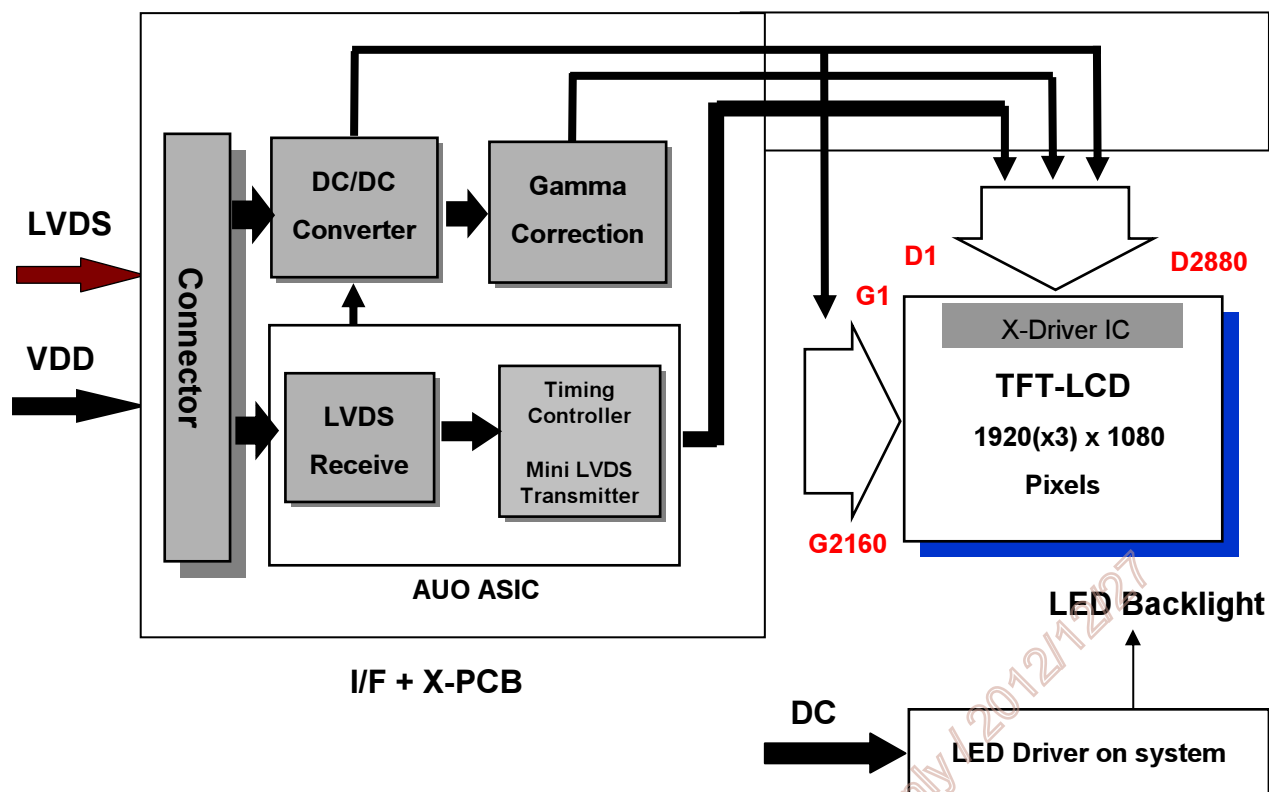 LVDS
VDD
Connector
DC/DC
Converter
Gamma
Correction
LVDS
Receive
Timing
Controller
Mini LVDS
Transmitter
AUO ASIC
I/F + X-PCB
D1
D2880
G1
G2160
X-Driver IC
TFT-LCD
1920(x3) x 1080
Pixels
LED Backlight
DC
LED Driver on system
ply / 2012/12/27